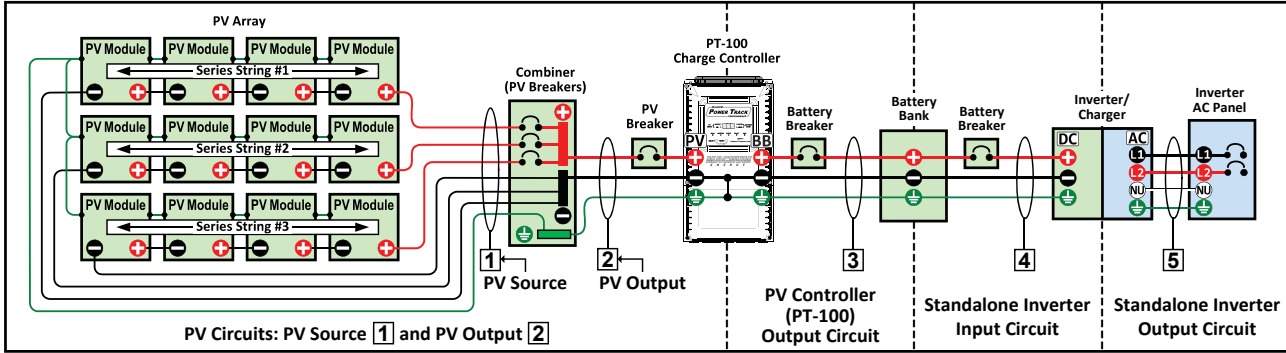 PV Array
PV Module PV Module PV Module PV Module
Series String #1
PV Module PV Module PV Module PV Module
Series String #2
PV Module PV Module PV Module PV Module
Series String #3
Combiner
(PV Breakers)
PV
Breaker
PT-100
Charge Controller
POWER TRACK
MAGNUM
ENERGY
PV
BB
Battery
Breaker
Battery
Bank
Battery
Breaker
Inverter/
Charger
DC
AC
L1
L2
NU
Inverter
AC Panel
L1
L2
NU
1
PV Source
2
PV Output
3
4
5
PV Circuits: PV Source 1 and PV Output 2
PV Controller
(PT-100)
Output Circuit
Standalone Inverter
Input Circuit
Standalone Inverter
Output Circuit